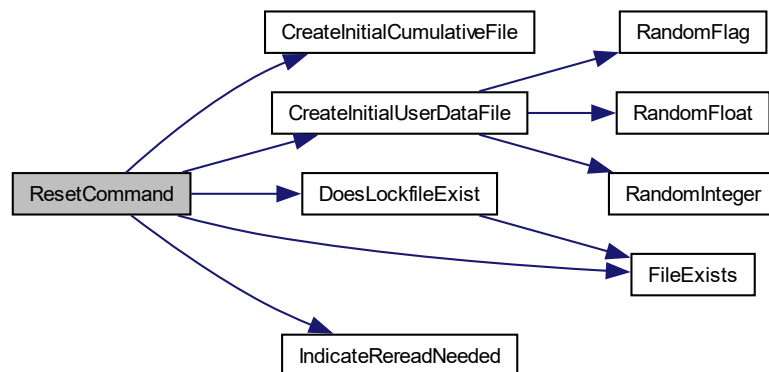 CreateInitialCumulativeFile
RandomFlag
CreateInitialUserDataFile
RandomFloat
ResetCommand
DoesLockfileExist
RandomInteger
FileExists
IndicateRereadNeeded